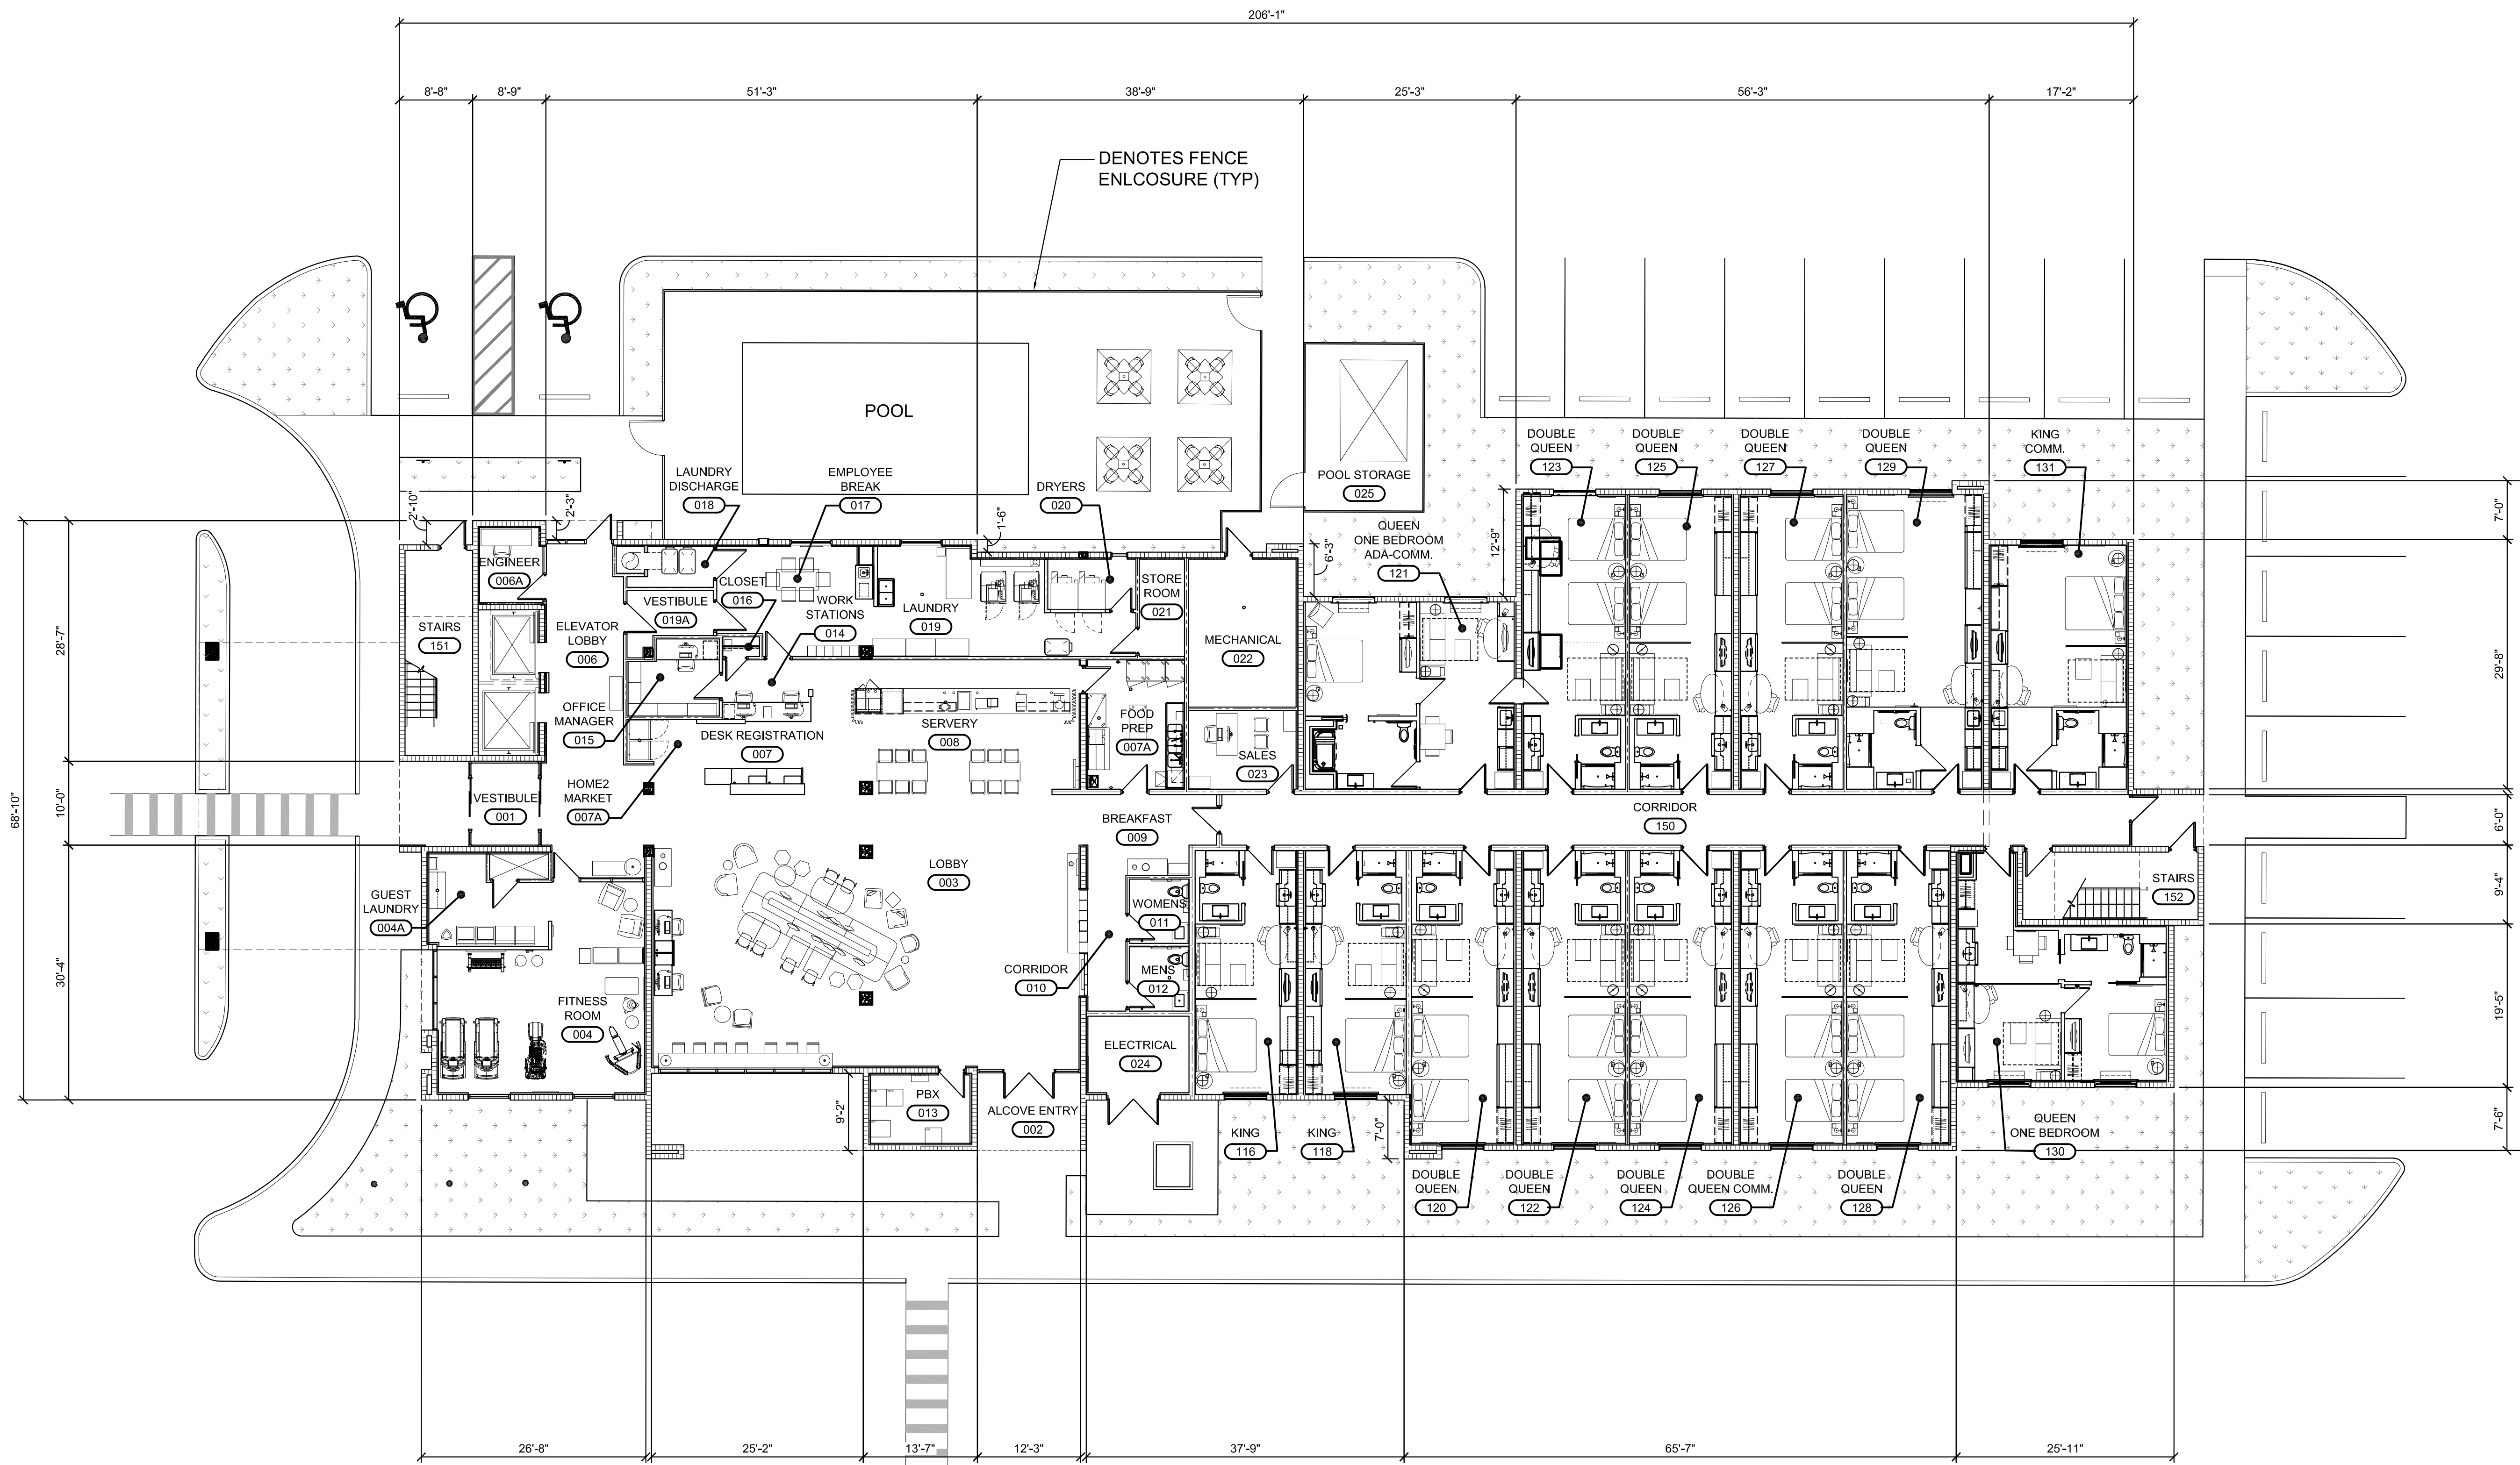 206'-1"
8'-8"
8'-9"
51'-3"
38'-9"
25'-3"
56'-3"
17'-2"
DENOTES FENCE
ENLCOSURE (TYP)
POOL
LAUNDRY
DISCHARGE
018
EMPLOYEE
BREAK
017
DRYERS
020
POOL STORAGE
025
DOUBLE
QUEEN
123
DOUBLE
QUEEN
125
DOUBLE
QUEEN
127
DOUBLE
QUEEN
129
KING
COMM.
131
2'-10"
2'-3"
1'-6"
6'-3"
12'-9"
7'-0"
QUEEN
ONE BEDROOM
ADA-COMM.
121
ENGINEER
006A
CLOSET
016
VESTIBULE
019A
WORK
STATIONS
014
LAUNDRY
019
STORE
ROOM
021
STAIRS
151
ELEVATOR
LOBBY
006
MECHANICAL
022
28'-7"
29'-8"
OFFICE
MANAGER
015
DESK REGISTRATION
007
SERVERY
008
FOOD
PREP
007A
SALES
023
68'-10"
10'-0"
VESTIBULE
001
HOME2
MARKET
007A
BREAKFAST
009
CORRIDOR
150
6'-0"
LOBBY
003
GUEST
LAUNDRY
004A
WOMENS
011
STAIRS
152
9'-4"
30'-4"
CORRIDOR
010
MENS
012
FITNESS
ROOM
004
19'-5"
ELECTRICAL
024
PBX
013
ALCOVE ENTRY
002
9'-2"
7'-0"
7'-6"
KING
116
KING
118
QUEEN
ONE BEDROOM
130
DOUBLE
QUEEN
120
DOUBLE
QUEEN
122
DOUBLE
QUEEN
124
DOUBLE
QUEEN COMM.
126
DOUBLE
QUEEN
128
26'-8"
25'-2"
13'-7"
12'-3"
37'-9"
65'-7"
25'-11"